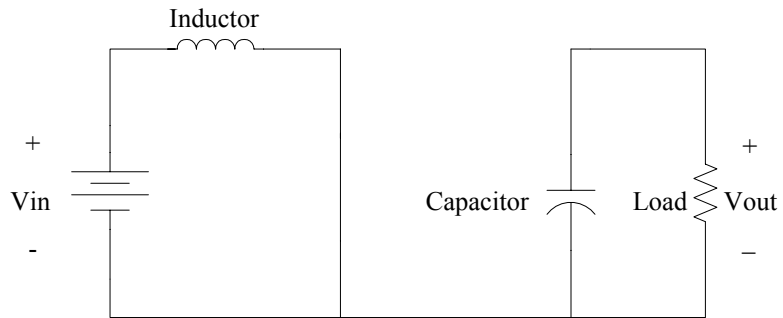 Inductor
+
Vin
-
Capacitor
Load
+
Vout
–